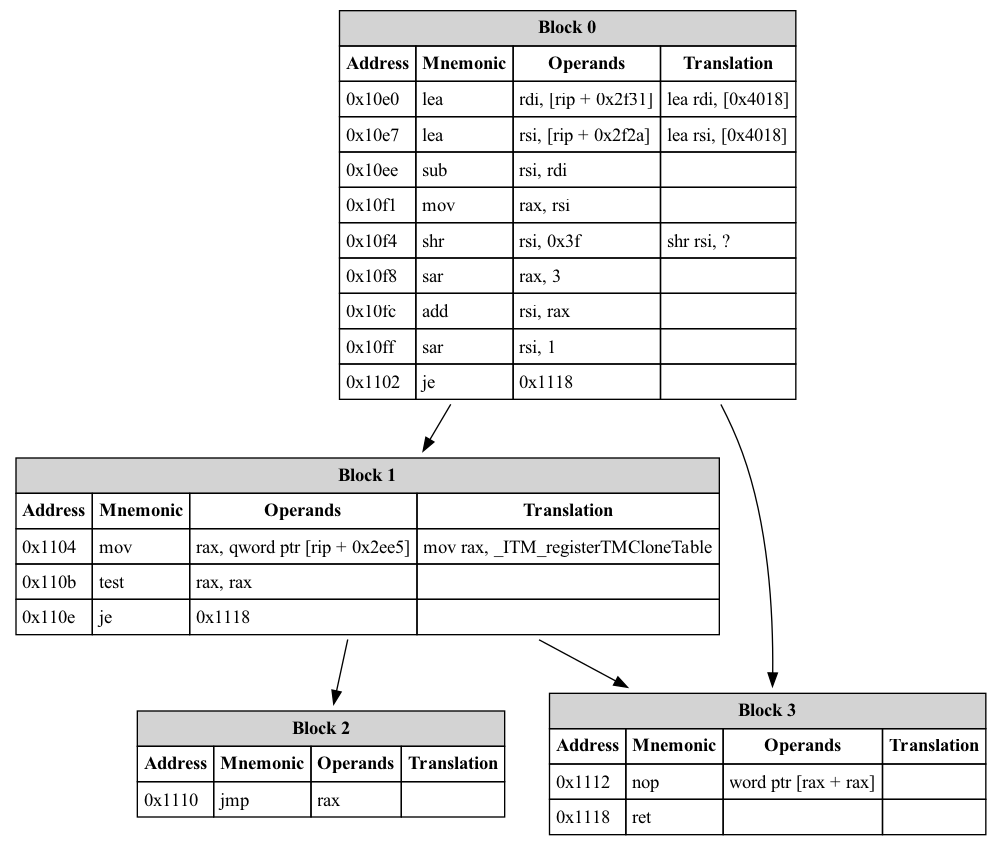 Block 0
Address Mnemonic Operands Translation
0x10e0 lea rdi, [rip + 0x2f31] lea rdi, [0x4018]
0x10e7 lea rsi, [rip + 0x2f2a] lea rsi, [0x4018]
0x10ee sub rsi, rdi
0x10f1 mov rax, rsi
0x10f4 shr rsi, 0x3f shr rsi, ?
0x10f8 sar rax, 3
0x10fc add rsi, rax
0x10ff sar rsi, 1
0x1102 je 0x1118
Block 1
Address Mnemonic Operands Translation
0x1104 mov rax, qword ptr [rip + 0x2ee5] mov rax, _ITM_registerTMCloneTable
0x110b test rax, rax
0x110e je 0x1118
Block 2
Address Mnemonic Operands Translation
0x1110 jmp rax
Block 3
Address Mnemonic Operands Translation
0x1112 nop word ptr [rax + rax]
0x1118 ret